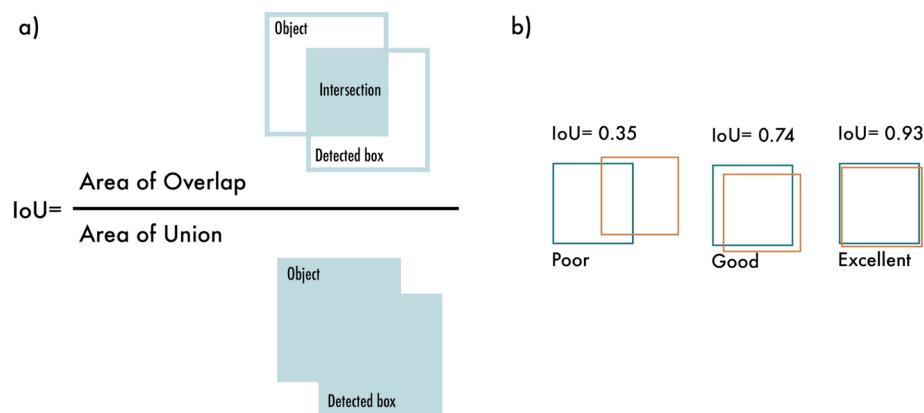 a)
Object
Intersection
Detected box
IoU=
Area of Overlap
Area of Union
Object
Detected box
b)
IoU= 0.35
IoU= 0.74
IoU= 0.93
Poor
Good
Excellent